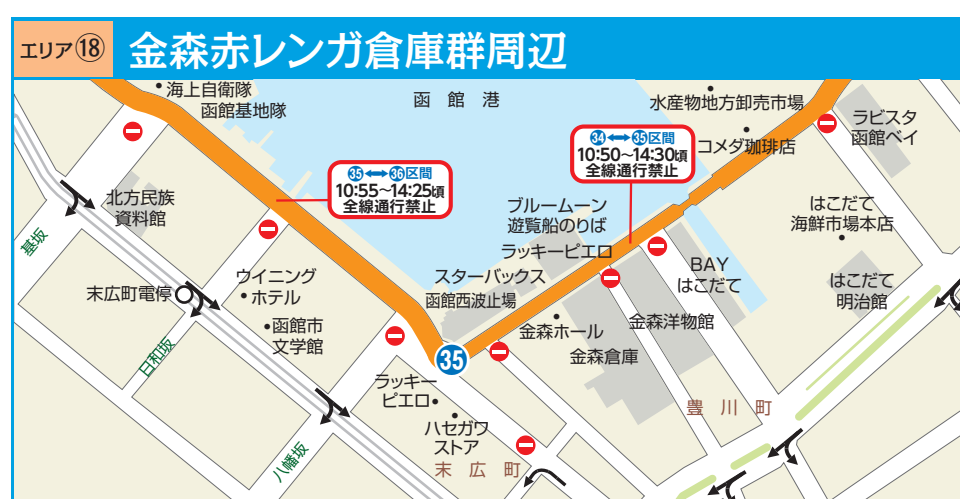 エリア⑱ 金森赤レンガ倉庫群周辺
海上自衛隊
函館基地隊
函館港
水産物地方卸売市場
コメダ珈琲店
ラビスタ
函館ベイ
㉞⟷㉟区間
10:50~14:30頃
全線通行禁止
㉟⟷㊱区間
10:55~14:25頃
全線通行禁止
北方民族
資料館
ブルームーン
遊覧船のりば
ラッキーピエロ
はこだて
海鮮市場本店
基坂
スターバックス
函館西波止場
BAY
はこだて
はこだて
明治館
末広町電停
ウイニング
ホテル
函館市
文学館
金森ホール
金森洋物館
金森倉庫
日和坂
35
ラッキー
ピエロ
ハセガワ
ストア
豊川町
八幡坂
末広町